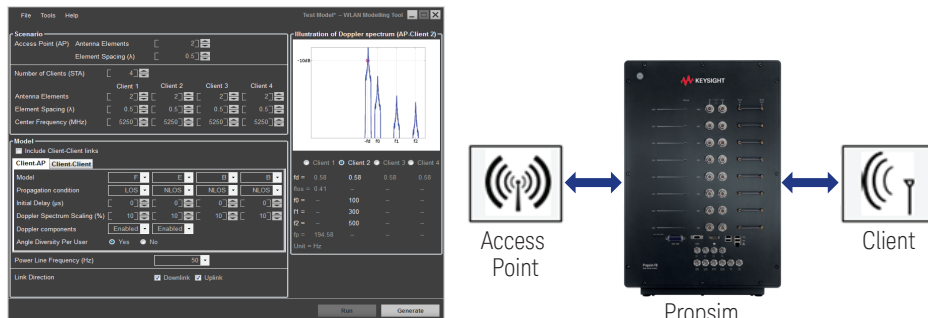 File Tools Help
Test Model* – WLAN Modelling Tool
Scenario
Access Point (AP) Antenna Elements [ 2]
Element Spacing (λ) [ 0.5]
Number of Clients (STA) [ 4]
Client 1 Client 2 Client 3 Client 4
Antenna Elements [ 2] [ 2] [ 2] [ 2]
Element Spacing (λ) [ 0.5] [ 0.5] [ 0.5] [ 0.5]
Center Frequency (MHz) [ 5250] [ 5250] [ 5250] [ 5250]
Model
Include Client-Client links
Client-AP Client-Client
Model F E B B
Propagation condition LOS NLOS NLOS NLOS
Initial Delay (μs) [ 0] [ 0] [ 0] [ 0]
Doppler Spectrum Scaling (%) [ 10] [ 10] [ 10] [ 10]
Doppler components Enabled Enabled
Angle Diversity Per User Yes No
Power Line Frequency (Hz) 50
Link Direction Downlink Uplink
Run Generate
Illustration of Doppler spectrum (AP-Client 2)
-10dB
-fd f0 f1 f2
Client 1 Client 2 Client 3 Client 4
fd = 0.58 0.58 0.58 0.58
flos = 0.41 – – –
f0 = – 100 – –
f1 = – 300 – –
f2 = – 500 – –
fp = 194.58 – – –
Unit = Hz
Access
Point
KEYSIGHT
Propsim
Client